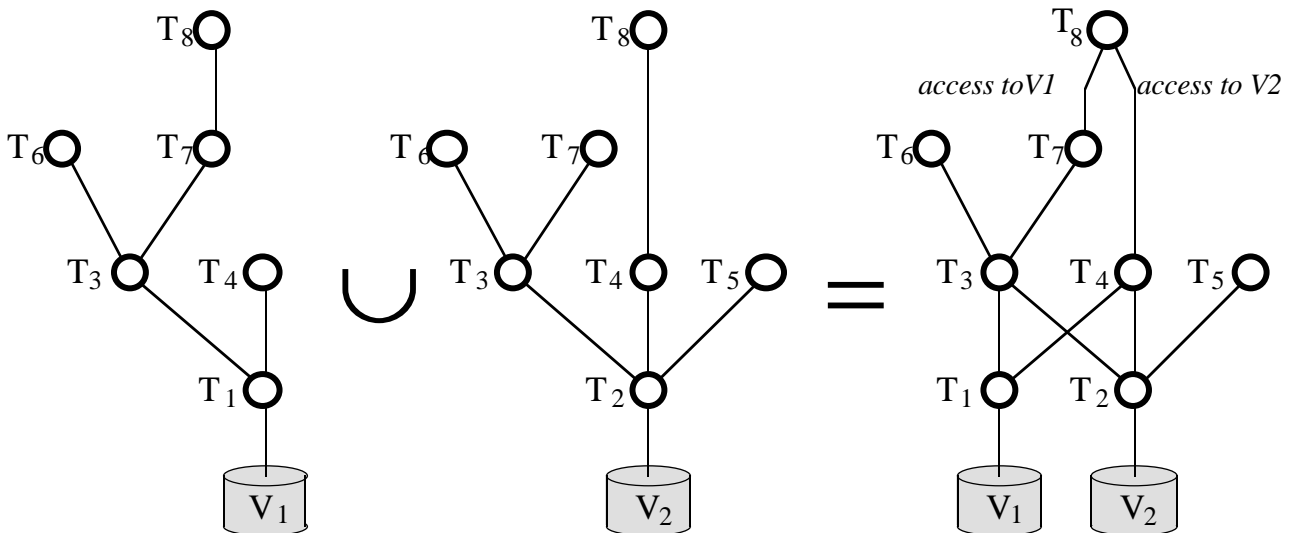 T8 T8 T8
access toV1 access to V2
T6 T7 T6 T7 T6 T7
T3 T4 ∪ T3 T4 T5 = T3 T4 T5
T1 T2 T1 T2
V1 V2 V1 V2